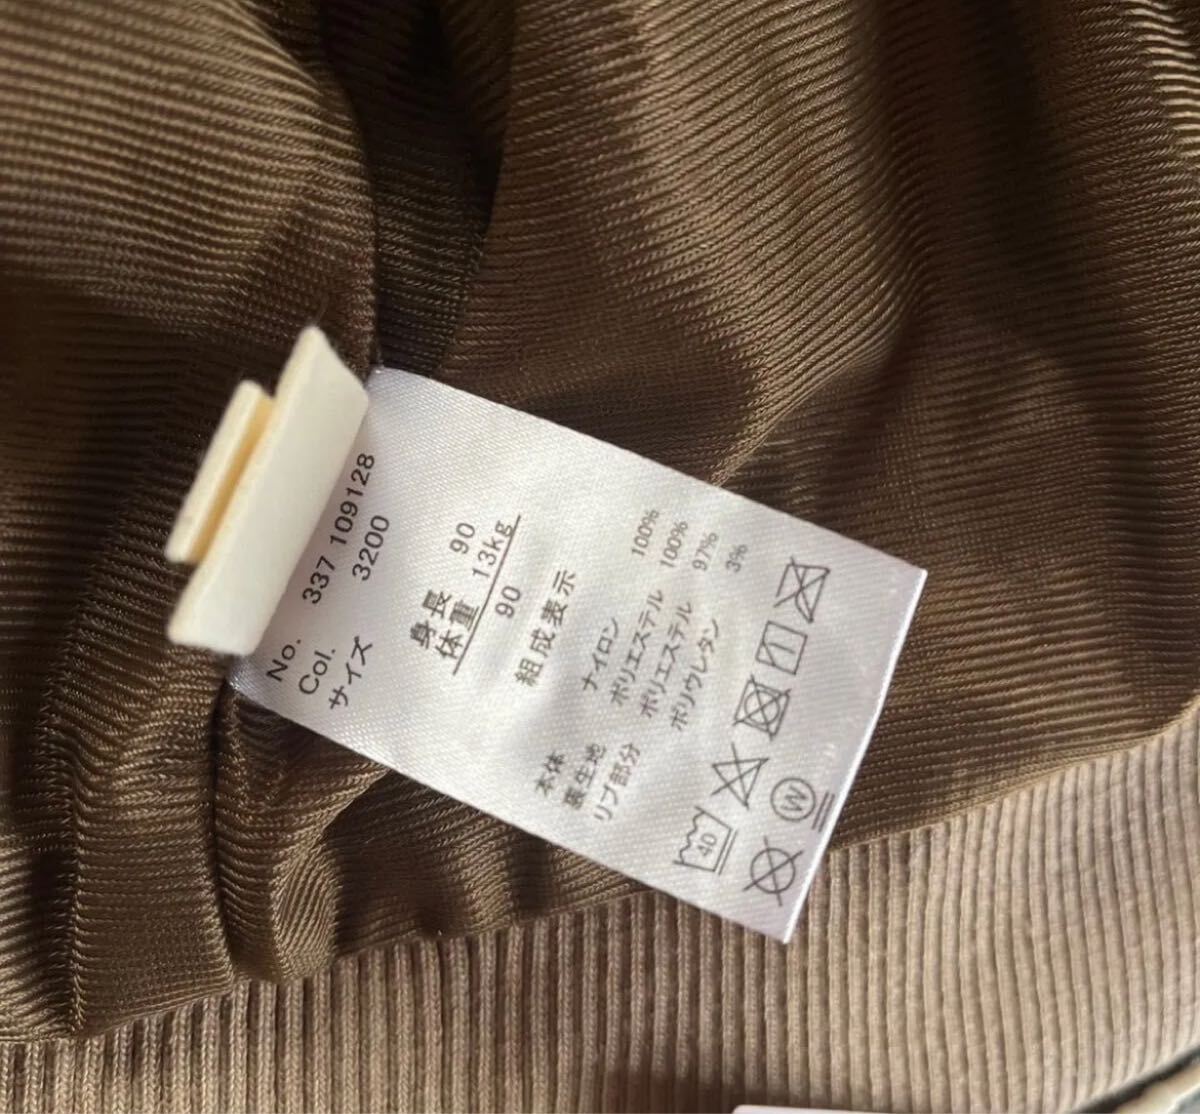 No. 337 109128
Col. 3200
サイズ
身長 90
体重 13kg
90
組成表示
本体 ナイロン 100%
裏生地 ポリエステル 100%
リブ部分 ポリエステル 97%
ポリウレタン 3%
40
W